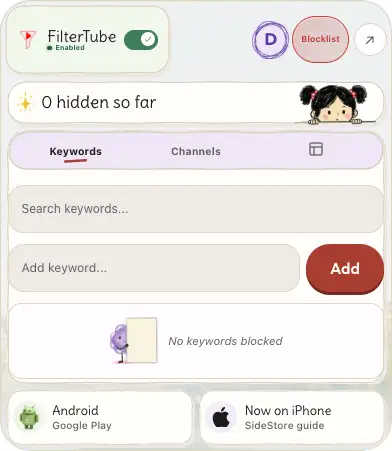 FilterTube
Enabled
D
Blocklist
0 hidden so far
Keywords
Channels
Search keywords...
Add keyword...
Add
No keywords blocked
Android
Google Play
Now on iPhone
SideStore guide